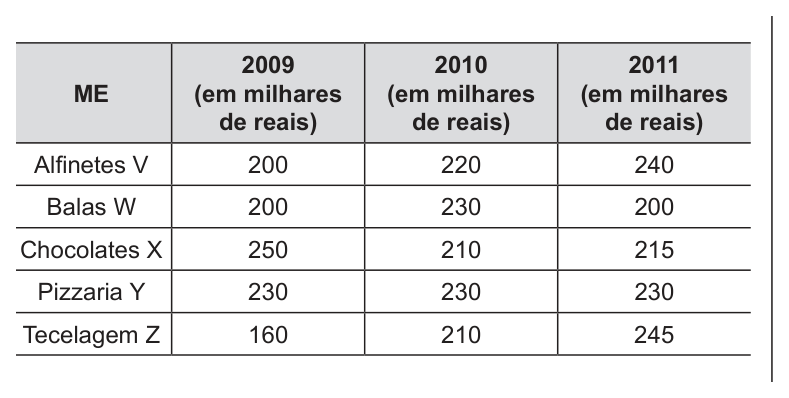 ME | 2009 (em milhares de reais) | 2010 (em milhares de reais) | 2011 (em milhares de reais)
Alfinetes V | 200 | 220 | 240
Balas W | 200 | 230 | 200
Chocolates X | 250 | 210 | 215
Pizzaria Y | 230 | 230 | 230
Tecelagem Z | 160 | 210 | 245